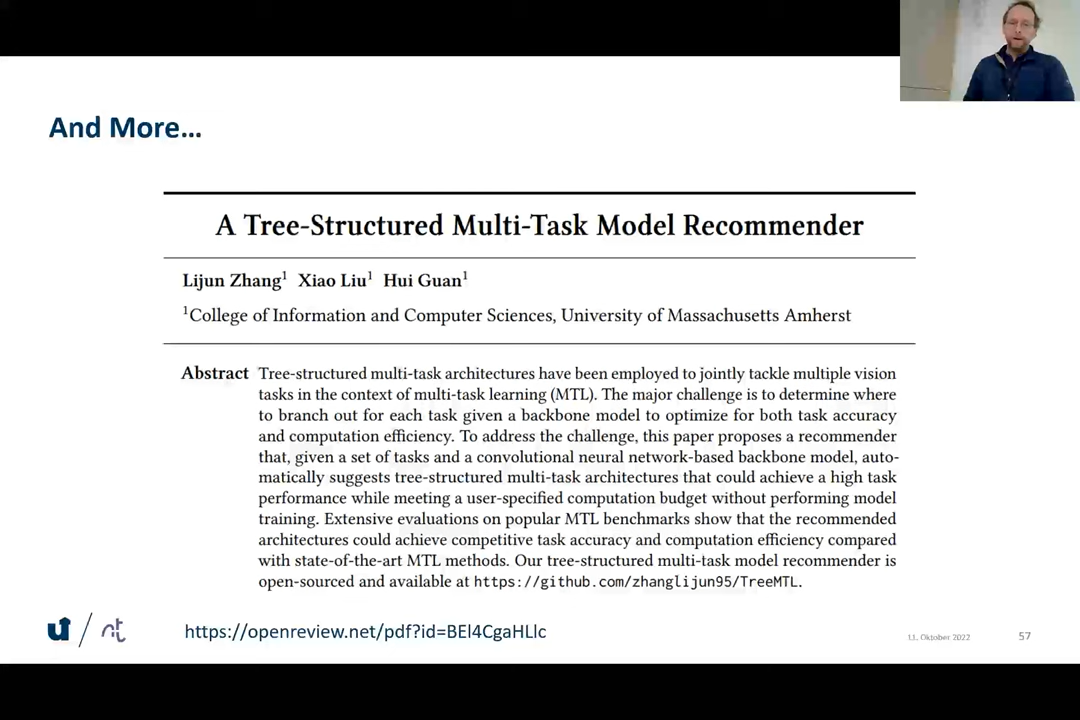 And More...
A Tree-Structured Multi-Task Model Recommender
Lijun Zhang¹ Xiao Liu¹ Hui Guan¹
¹College of Information and Computer Sciences, University of Massachusetts Amherst
Abstract Tree-structured multi-task architectures have been employed to jointly tackle multiple vision
tasks in the context of multi-task learning (MTL). The major challenge is to determine where
to branch out for each task given a backbone model to optimize for both task accuracy
and computation efficiency. To address the challenge, this paper proposes a recommender
that, given a set of tasks and a convolutional neural network-based backbone model, auto-
matically suggests tree-structured multi-task architectures that could achieve a high task
performance while meeting a user-specified computation budget without performing model
training. Extensive evaluations on popular MTL benchmarks show that the recommended
architectures could achieve competitive task accuracy and computation efficiency compared
with state-of-the-art MTL methods. Our tree-structured multi-task model recommender is
open-sourced and available at https://github.com/zhanglijun95/TreeMTL.
https://openreview.net/pdf?id=BEl4CgaHLlc
11. Oktober 2022
57